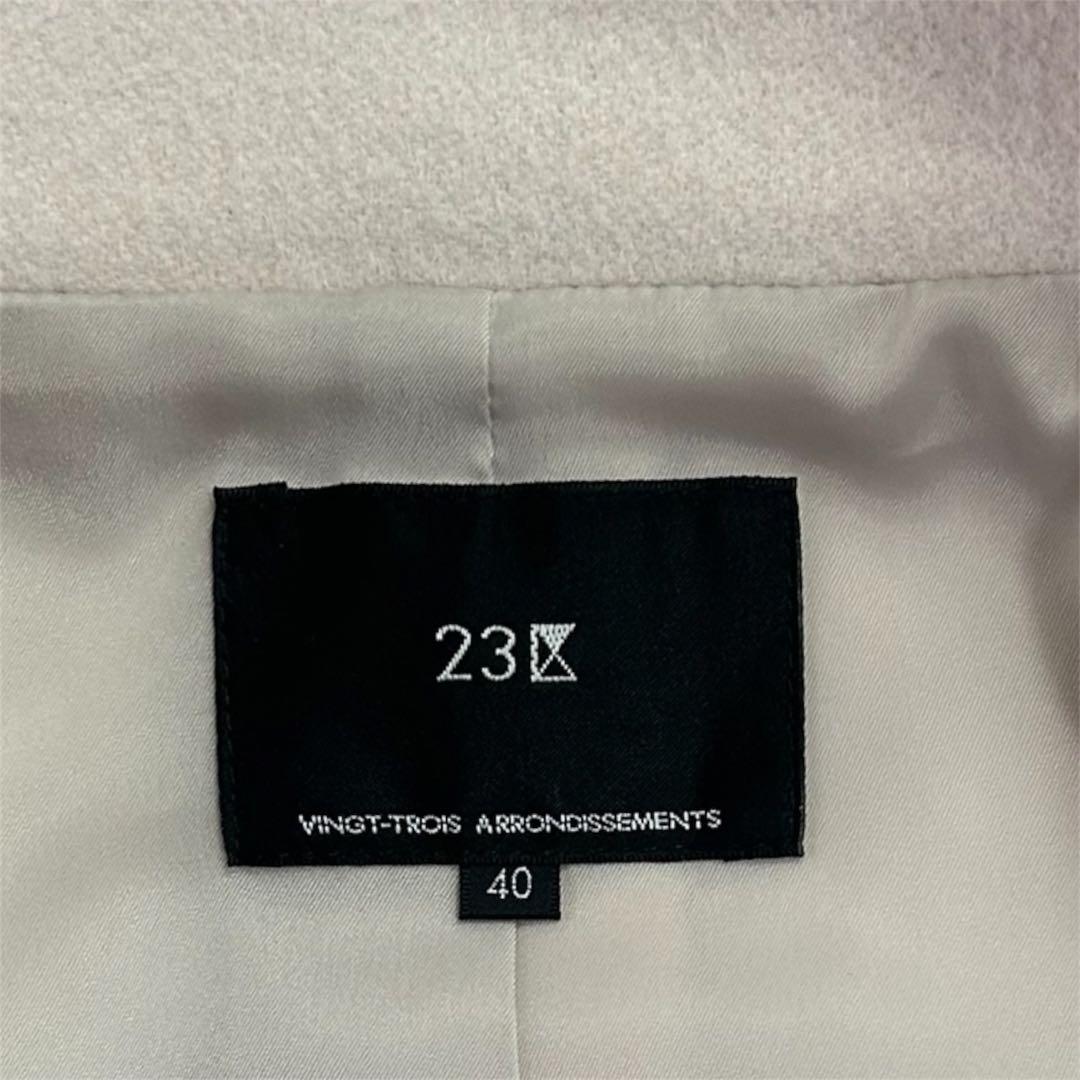 23区
VINGT-TROIS ARRONDISSEMENTS
40